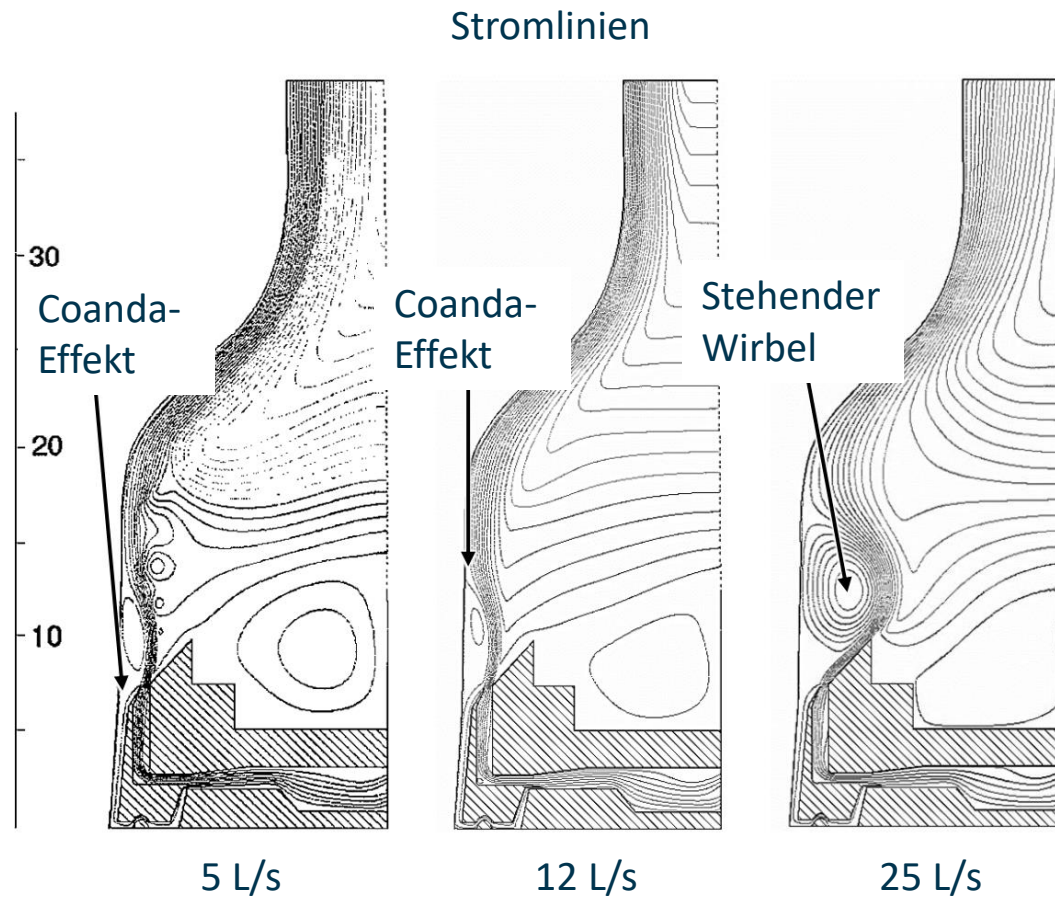 Stromlinien
30
20
10
Coanda-
Effekt
Coanda-
Effekt
Stehender
Wirbel
5 L/s
12 L/s
25 L/s